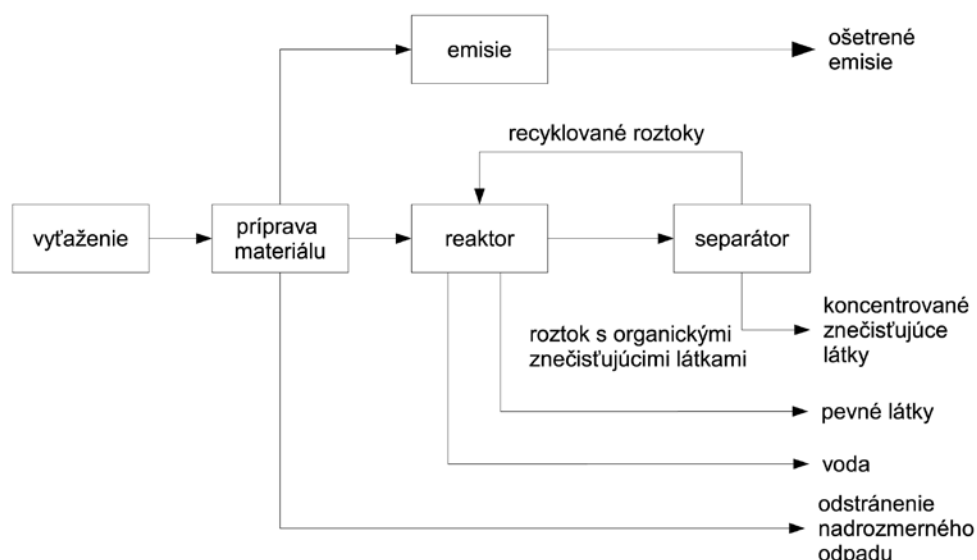 emisie
ošetrené
emisie
recyklované roztoky
vyťaženie
príprava
materiálu
reaktor
separátor
roztok s organickými
znečisťujúcimi látkami
koncentrované
znečisťujúce
látky
pevné látky
voda
odstránenie
nadrozmerného
odpadu